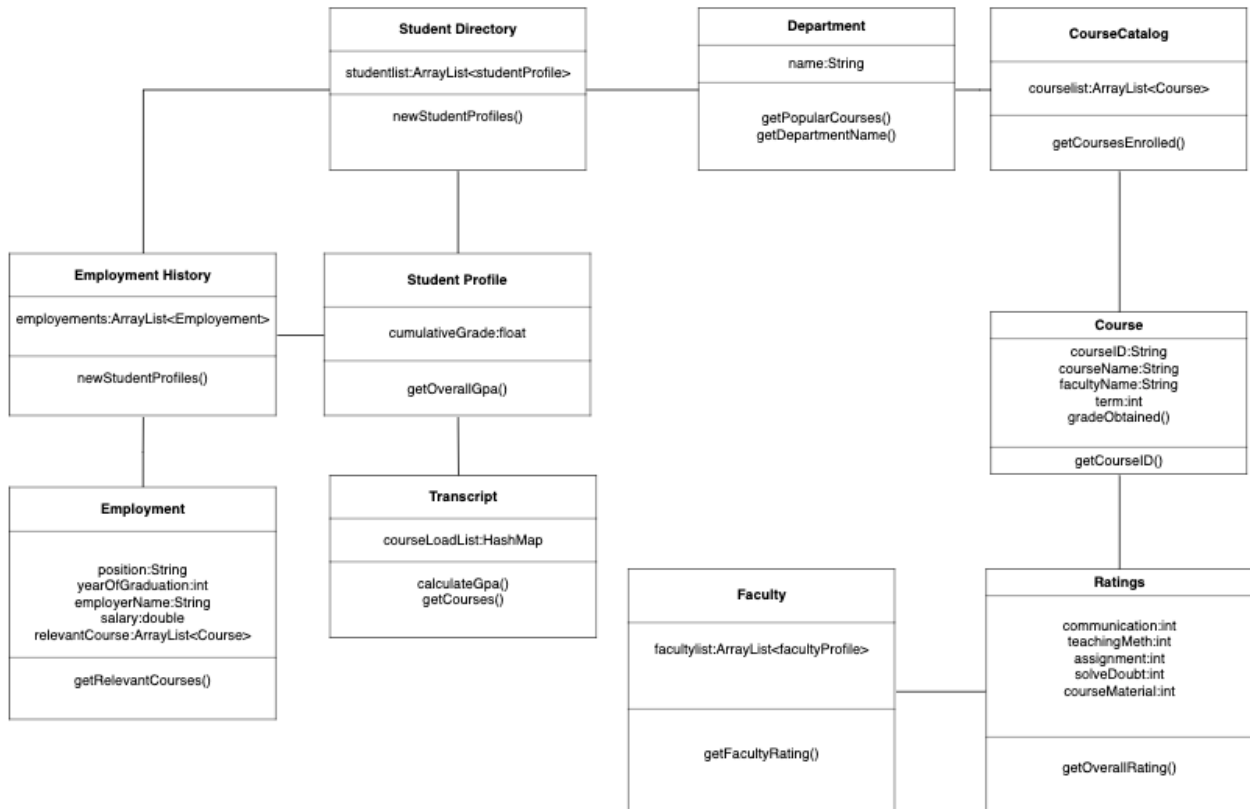 Student Directory
studentlist:ArrayList<studentProfile>
newStudentProfiles()
Department
name:String
getPopularCourses()
getDepartmentName()
CourseCatalog
courselist:ArrayList<Course>
getCoursesEnrolled()
Employment History
employements:ArrayList<Employement>
newStudentProfiles()
Student Profile
cumulativeGrade:float
getOverallGpa()
Course
courseID:String
courseName:String
facultyName:String
term:int
gradeObtained()
getCourseID()
Employment
position:String
yearOfGraduation:int
employerName:String
salary:double
relevantCourse:ArrayList<Course>
getRelevantCourses()
Transcript
courseLoadList:HashMap
calculateGpa()
getCourses()
Faculty
facultylist:ArrayList<facultyProfile>
getFacultyRating()
Ratings
communication:int
teachingMeth:int
assignment:int
solveDoubt:int
courseMaterial:int
getOverallRating()